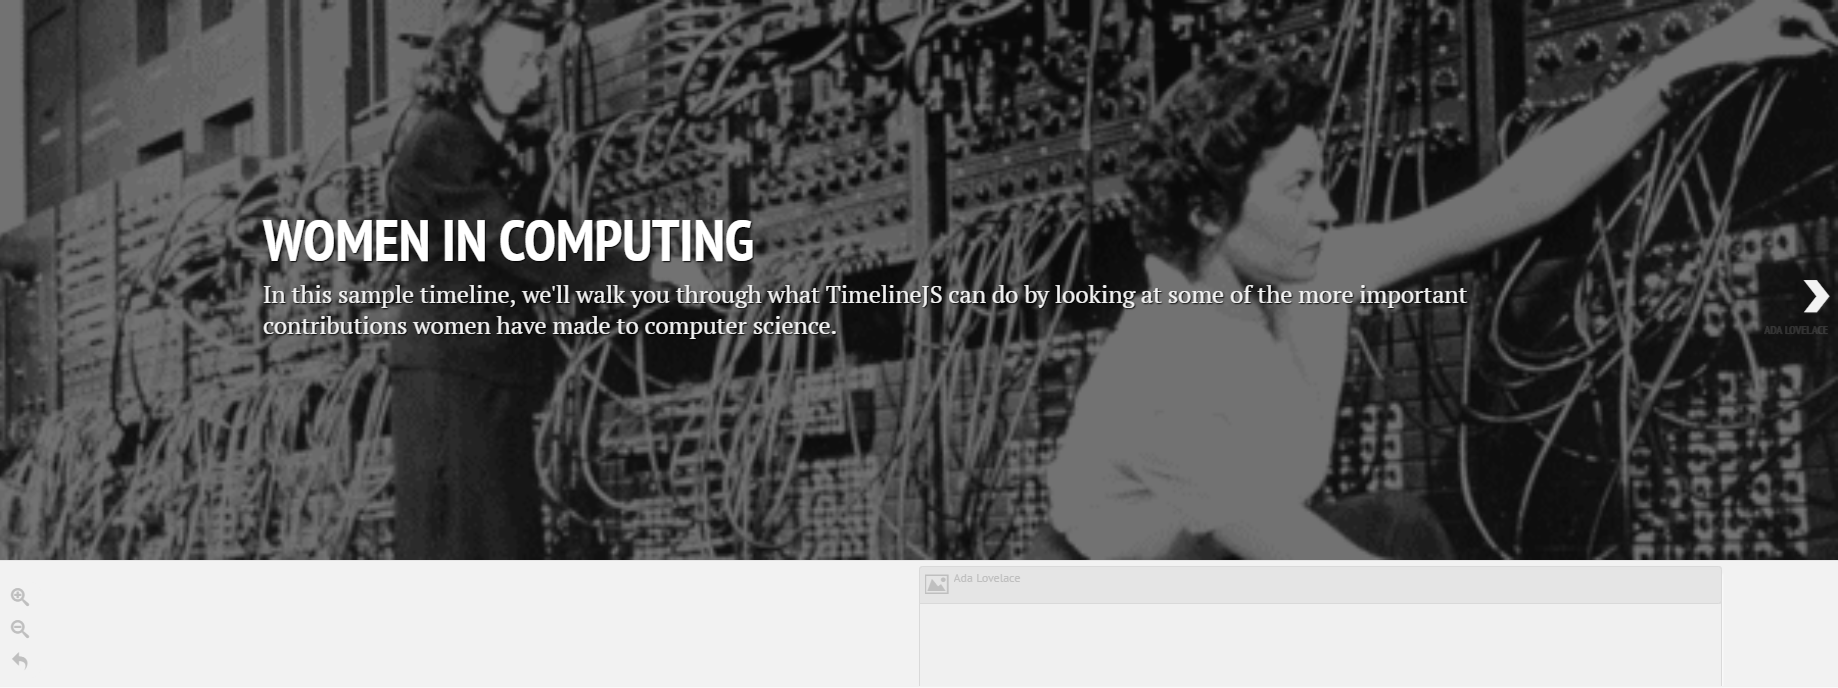 WOMEN IN COMPUTING
In this sample timeline, we'll walk you through what TimelineJS can do by looking at some of the more important
contributions women have made to computer science.
ADA LOVELACE
Ada Lovelace